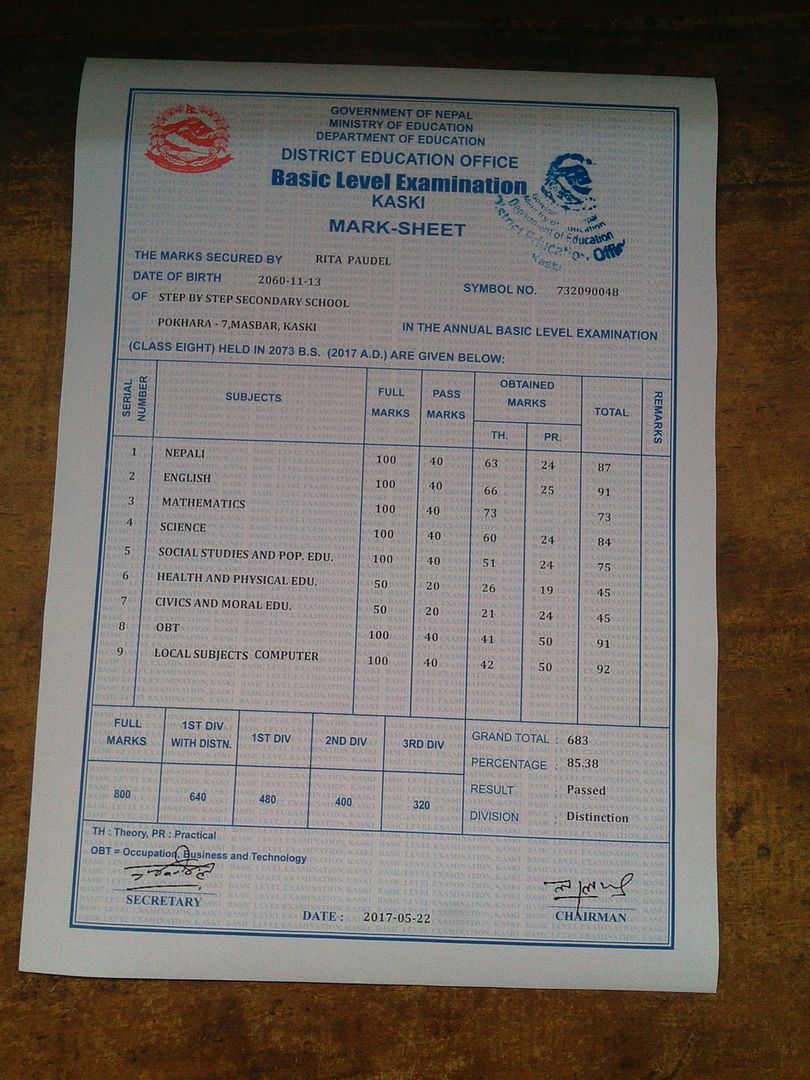 GOVERNMENT OF NEPAL
MINISTRY OF EDUCATION
DEPARTMENT OF EDUCATION
DISTRICT EDUCATION OFFICE
Basic Level Examination
KASKI
MARK-SHEET
Department of Education
District Education Office
Kaski
THE MARKS SECURED BY RITA PAUDEL
DATE OF BIRTH 2060-11-13 SYMBOL NO. 732090048
OF STEP BY STEP SECONDARY SCHOOL
POKHARA - 7,MASBAR, KASKI IN THE ANNUAL BASIC LEVEL EXAMINATION
(CLASS EIGHT) HELD IN 2073 B.S. (2017 A.D.) ARE GIVEN BELOW:
SERIAL NUMBER SUBJECTS FULL MARKS PASS MARKS OBTAINED MARKS TOTAL REMARKS
TH. PR.
1 NEPALI 100 40 63 24 87
2 ENGLISH 100 40 66 25 91
3 MATHEMATICS 100 40 73 73
4 SCIENCE 100 40 60 24 84
5 SOCIAL STUDIES AND POP. EDU. 100 40 51 24 75
6 HEALTH AND PHYSICAL EDU. 50 20 26 19 45
7 CIVICS AND MORAL EDU. 50 20 21 24 45
8 OBT 100 40 41 50 91
9 LOCAL SUBJECTS COMPUTER 100 40 42 50 92
FULL MARKS 1ST DIV WITH DISTN. 1ST DIV 2ND DIV 3RD DIV
800 640 480 400 320
GRAND TOTAL : 683
PERCENTAGE : 85.38
RESULT : Passed
DIVISION : Distinction
TH : Theory, PR : Practical
OBT = Occupation, Business and Technology
SECRETARY
DATE : 2017-05-22
CHAIRMAN